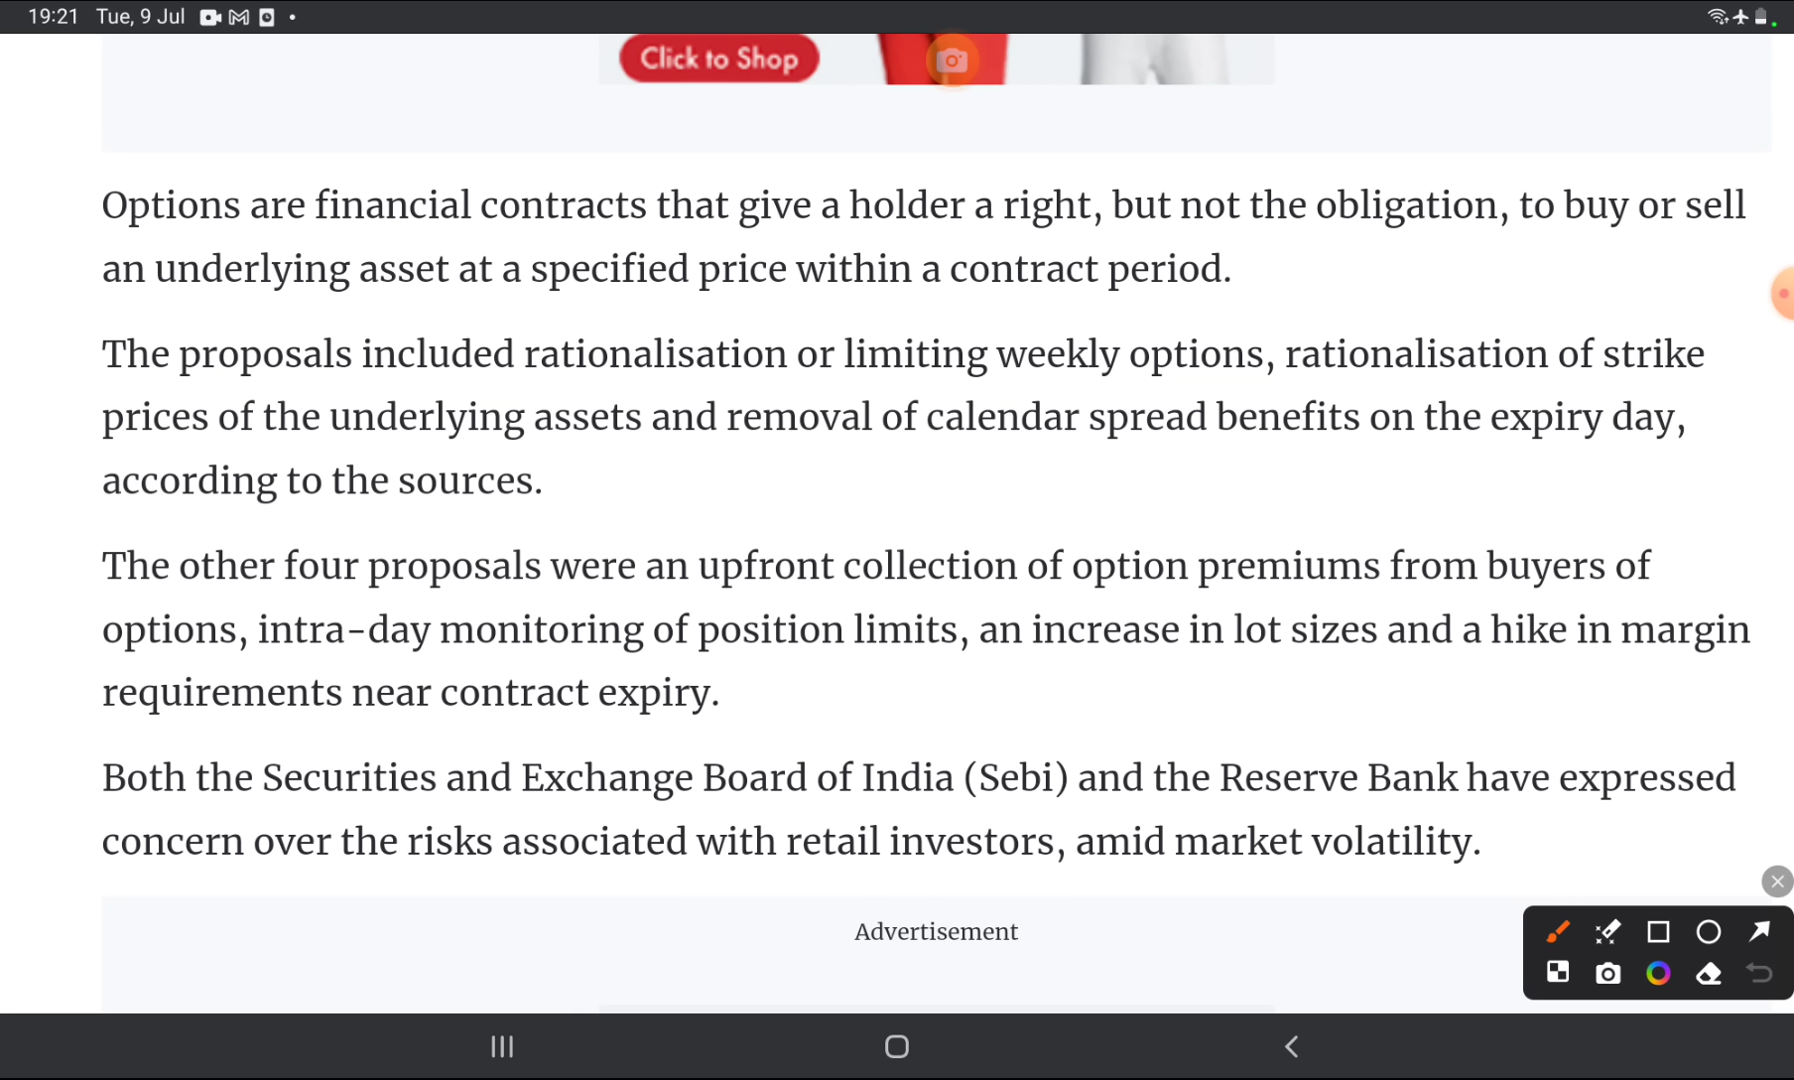 19:21 Tue, 9 Jul
Click to Shop
Options are financial contracts that give a holder a right, but not the obligation, to buy or sell
an underlying asset at a specified price within a contract period.
The proposals included rationalisation or limiting weekly options, rationalisation of strike
prices of the underlying assets and removal of calendar spread benefits on the expiry day,
according to the sources.
The other four proposals were an upfront collection of option premiums from buyers of
options, intra-day monitoring of position limits, an increase in lot sizes and a hike in margin
requirements near contract expiry.
Both the Securities and Exchange Board of India (Sebi) and the Reserve Bank have expressed
concern over the risks associated with retail investors, amid market volatility.
Advertisement